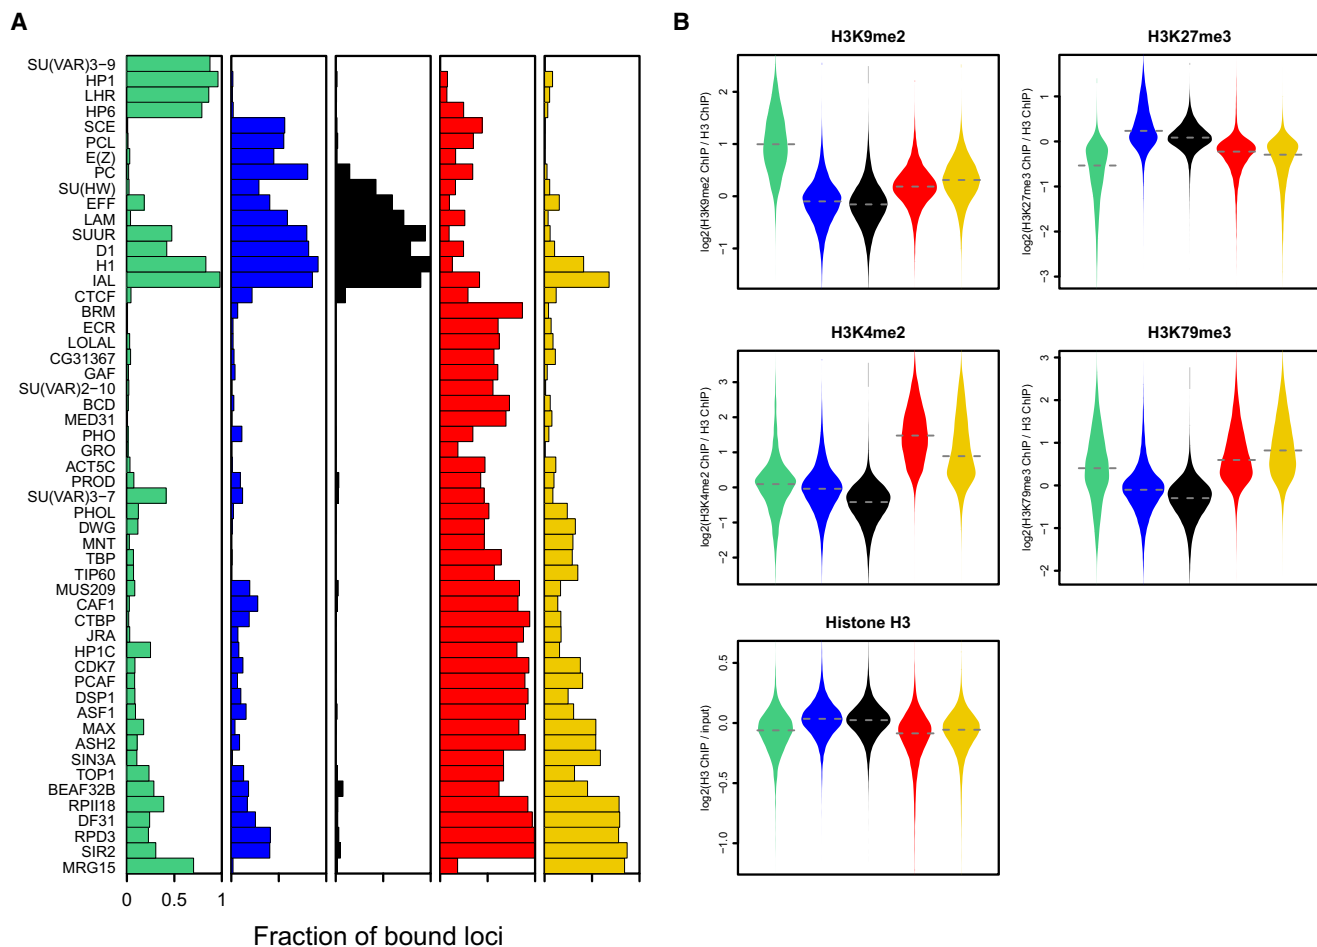 A
SU(VAR)3−9
HP1
LHR
HP6
SCE
PCL
E(Z)
PC
SU(HW)
EFF
LAM
SUUR
D1
H1
IAL
CTCF
BRM
ECR
LOLAL
CG31367
GAF
SU(VAR)2−10
BCD
MED31
PHO
GRO
ACT5C
PROD
SU(VAR)3−7
PHOL
DWG
MNT
TBP
TIP60
MUS209
CAF1
CTBP
JRA
HP1C
CDK7
PCAF
DSP1
ASF1
MAX
ASH2
SIN3A
TOP1
BEAF32B
RPII18
DF31
RPD3
SIR2
MRG15
0 0.5 1
Fraction of bound loci
B
H3K9me2
log2(H3K9me2 ChIP / H3 ChIP)
2
1
0
−1
H3K27me3
log2(H3K27me3 ChIP / H3 ChIP)
1
0
−1
−2
−3
H3K4me2
log2(H3K4me2 ChIP / H3 ChIP)
3
2
1
0
−1
−2
H3K79me3
log2(H3K79me3 ChIP / H3 ChIP)
3
2
1
0
−1
−2
Histone H3
log2(H3 ChIP / input)
0.5
0.0
−0.5
−1.0